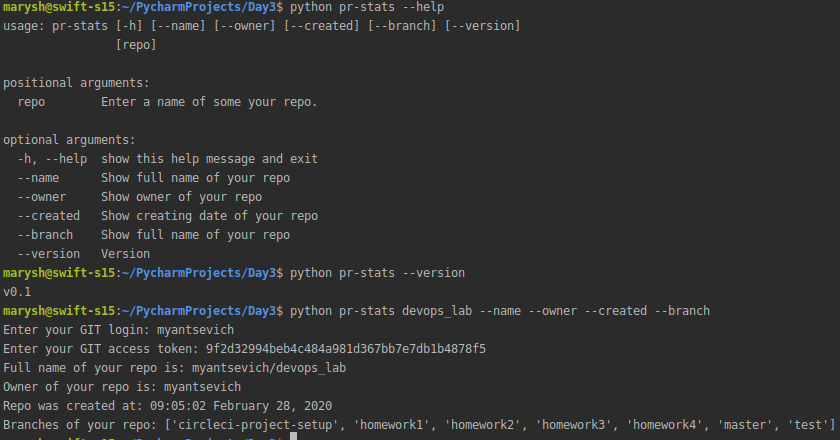 marysh@swift-s15:~/PycharmProjects/Day3$ python pr-stats --help
usage: pr-stats [-h] [--name] [--owner] [--created] [--branch] [--version]
[repo]
positional arguments:
repo Enter a name of some your repo.
optional arguments:
-h, --help show this help message and exit
--name Show full name of your repo
--owner Show owner of your repo
--created Show creating date of your repo
--branch Show full name of your repo
--version Version
marysh@swift-s15:~/PycharmProjects/Day3$ python pr-stats --version
v0.1
marysh@swift-s15:~/PycharmProjects/Day3$ python pr-stats devops_lab --name --owner --created --branch
Enter your GIT login: myantsevich
Enter your GIT access token: 9f2d32994beb4c484a981d367bb7e7db1b4878f5
Full name of your repo is: myantsevich/devops_lab
Owner of your repo is: myantsevich
Repo was created at: 09:05:02 February 28, 2020
Branches of your repo: ['circleci-project-setup', 'homework1', 'homework2', 'homework3', 'homework4', 'master', 'test']